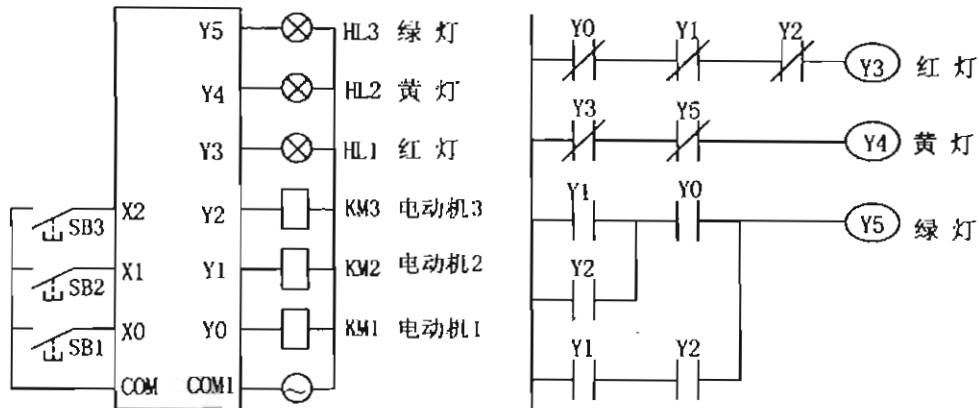 Y5 HL3 绿灯
Y4 HL2 黄灯
Y3 HL1 红灯
SB3 X2 Y2 KM3 电动机3
SB2 X1 Y1 KM2 电动机2
SB1 X0 Y0 KM1 电动机1
COM COM1
Y0 Y1 Y2
Y3 红灯
Y3 Y5
Y4 黄灯
Y1 Y0
Y5 绿灯
Y2
Y1 Y2